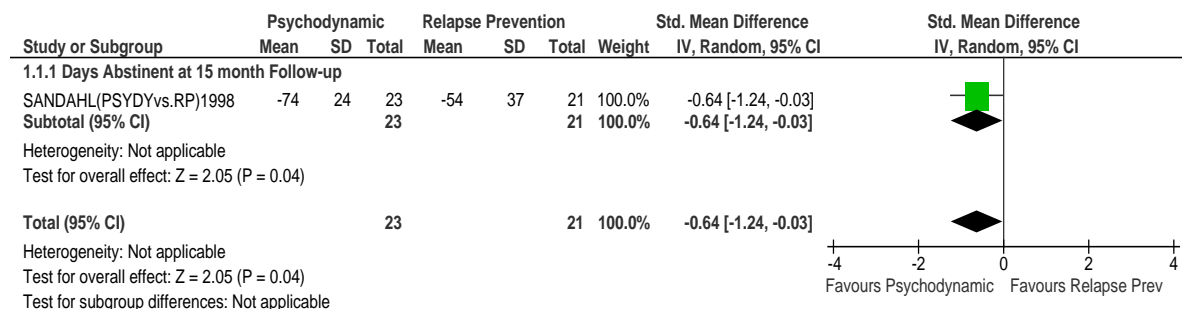 Psychodynamic Relapse Prevention Std. Mean Difference Std. Mean Difference
Study or Subgroup Mean SD Total Mean SD Total Weight IV, Random, 95% CI IV, Random, 95% CI
1.1.1 Days Abstinent at 15 month Follow-up
SANDAHL(PSYDYvs.RP)1998 -74 24 23 -54 37 21 100.0% -0.64 [-1.24, -0.03]
Subtotal (95% CI) 23 21 100.0% -0.64 [-1.24, -0.03]
Heterogeneity: Not applicable
Test for overall effect: Z = 2.05 (P = 0.04)
Total (95% CI) 23 21 100.0% -0.64 [-1.24, -0.03]
Heterogeneity: Not applicable
Test for overall effect: Z = 2.05 (P = 0.04)
Test for subgroup differences: Not applicable
-4 -2 0 2 4
Favours Psychodynamic Favours Relapse Prev